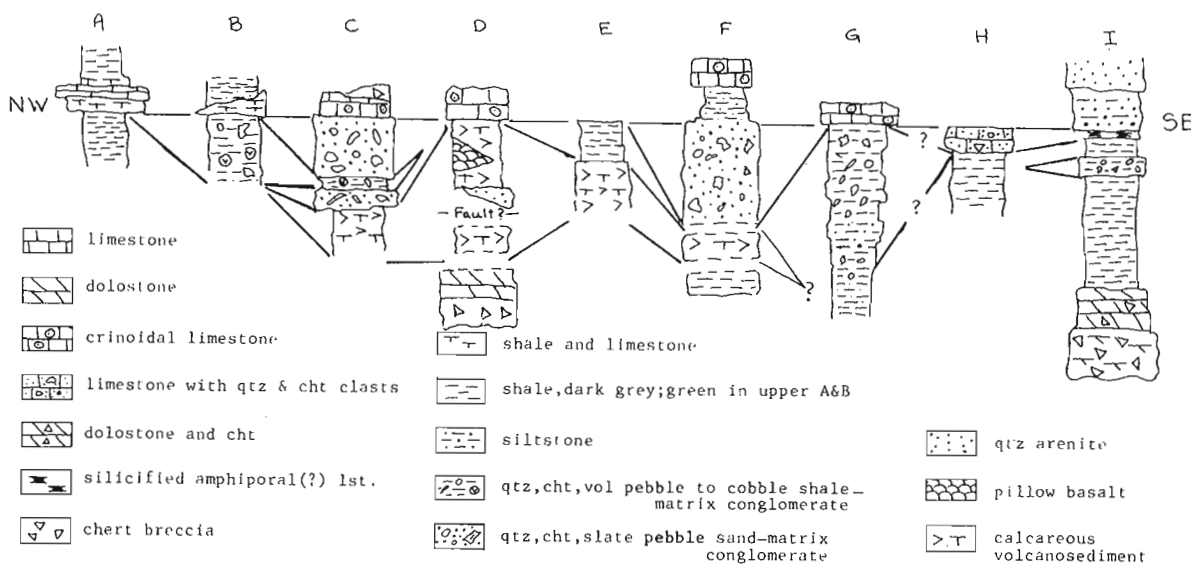 A B C D E F G H I
NW
SE
?
?
?
Fault?
limestone
dolostone
crinoidal limestone
limestone with qtz & cht clasts
dolostone and cht
silicified amphiporal(?) lst.
chert breccia
shale and limestone
shale,dark grey;green in upper A&B
siltstone
qtz,cht,vol pebble to cobble shale-
matrix conglomerate
qtz,cht,slate pebble sand-matrix
conglomerate
qtz arenite
pillow basalt
calcareous
volcanosediment